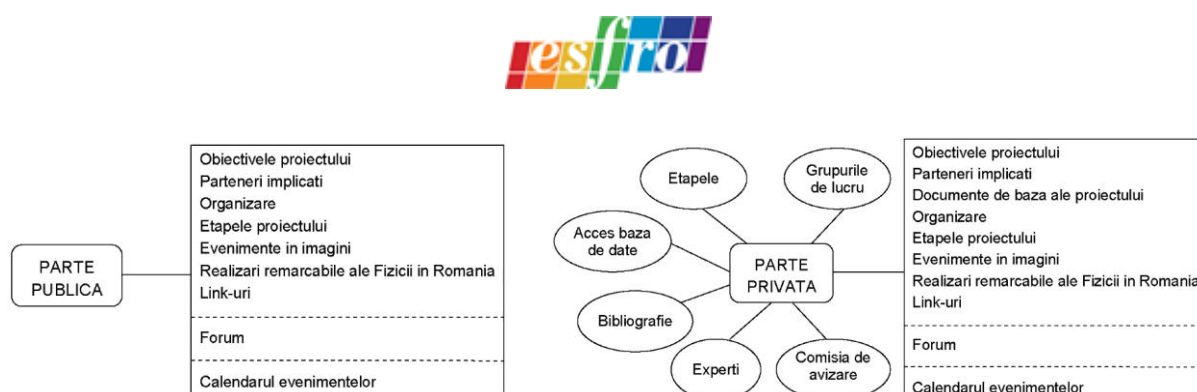 esfro
PARTE
PUBLICA
Obiectivele proiectului
Parteneri implicati
Organizare
Etapele proiectului
Evenimente in imagini
Realizari remarcabile ale Fizicii in Romania
Link-uri
Forum
Calendarul evenimentelor
Etapele
Grupurile
de lucru
Acces baza
de date
PARTE
PRIVATA
Bibliografie
Experti
Comisia de
avizare
Obiectivele proiectului
Parteneri implicati
Documente de baza ale proiectului
Organizare
Etapele proiectului
Evenimente in imagini
Realizari remarcabile ale Fizicii in Romania
Link-uri
Forum
Calendarul evenimentelor